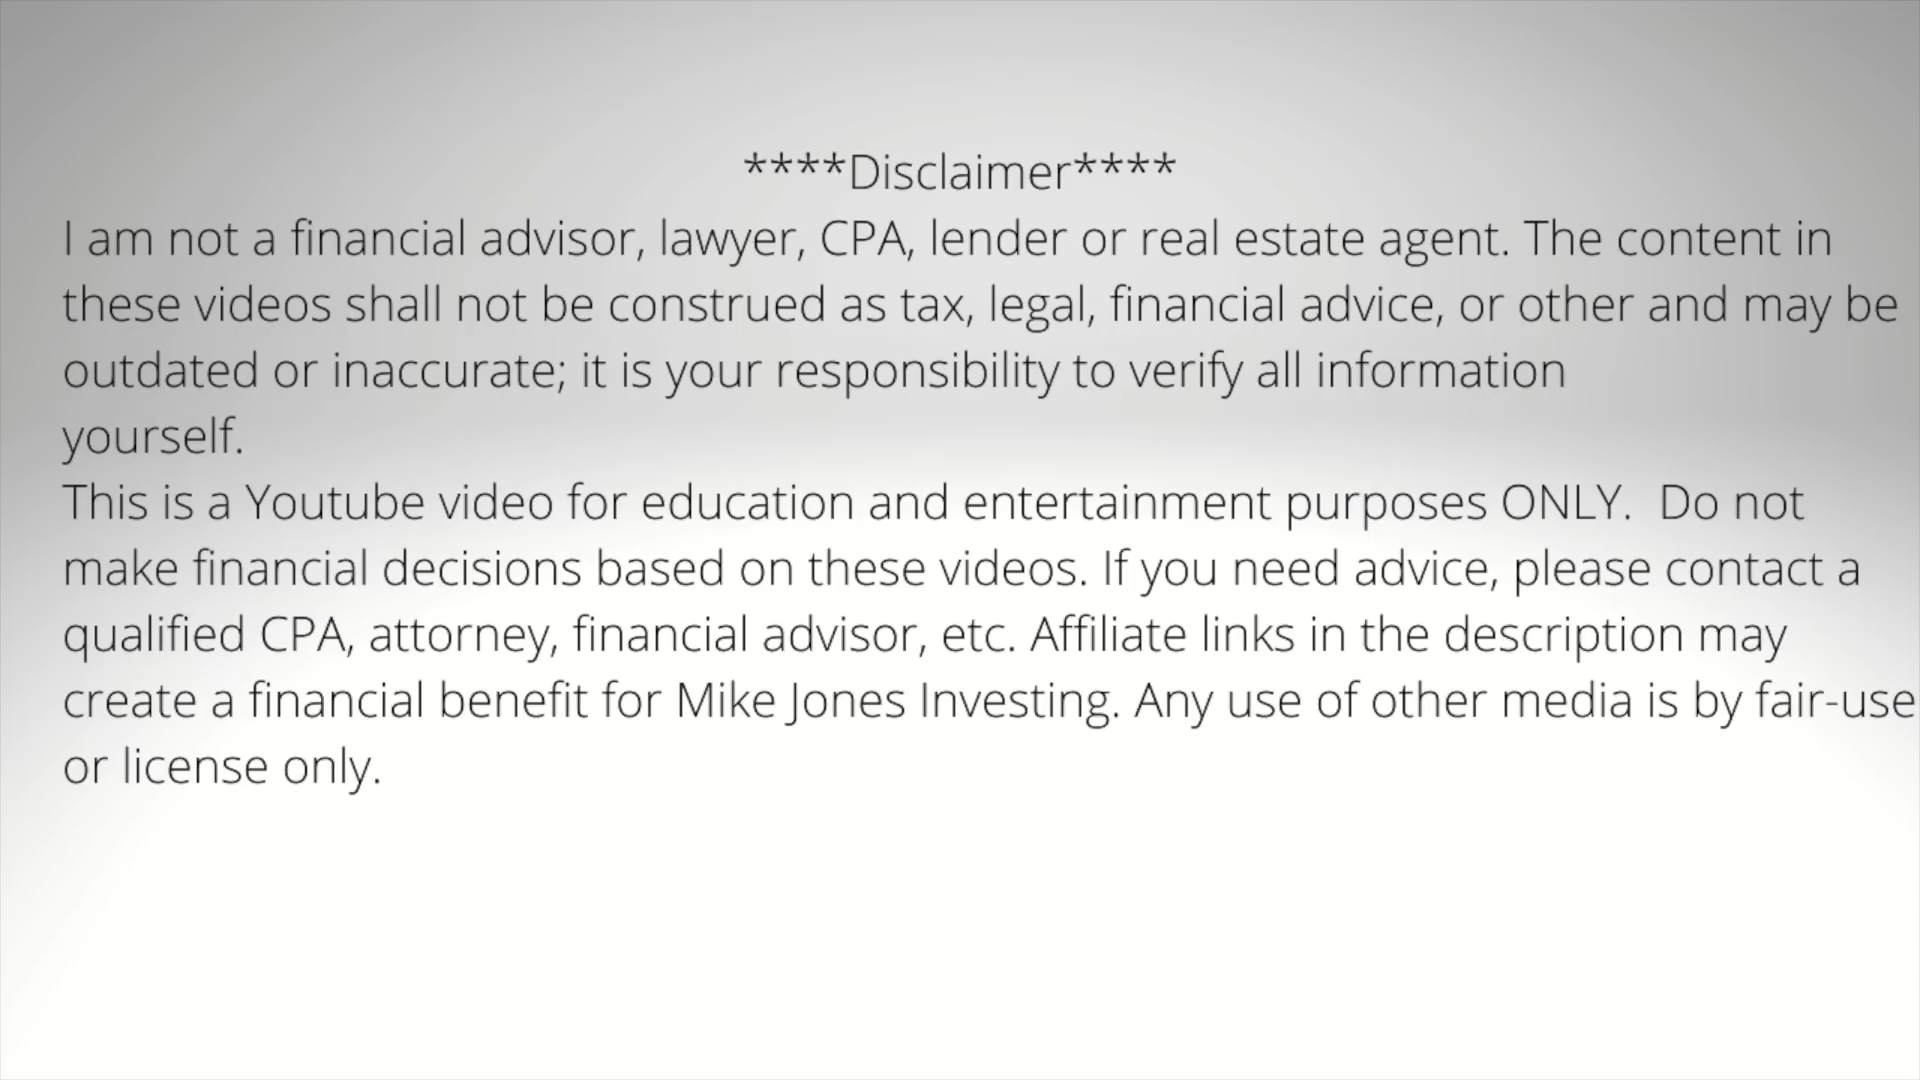 ****Disclaimer****
I am not a financial advisor, lawyer, CPA, lender or real estate agent. The content in
these videos shall not be construed as tax, legal, financial advice, or other and may be
outdated or inaccurate; it is your responsibility to verify all information
yourself.
This is a Youtube video for education and entertainment purposes ONLY.  Do not
make financial decisions based on these videos. If you need advice, please contact a
qualified CPA, attorney, financial advisor, etc. Affiliate links in the description may
create a financial benefit for Mike Jones Investing. Any use of other media is by fair-use
or license only.